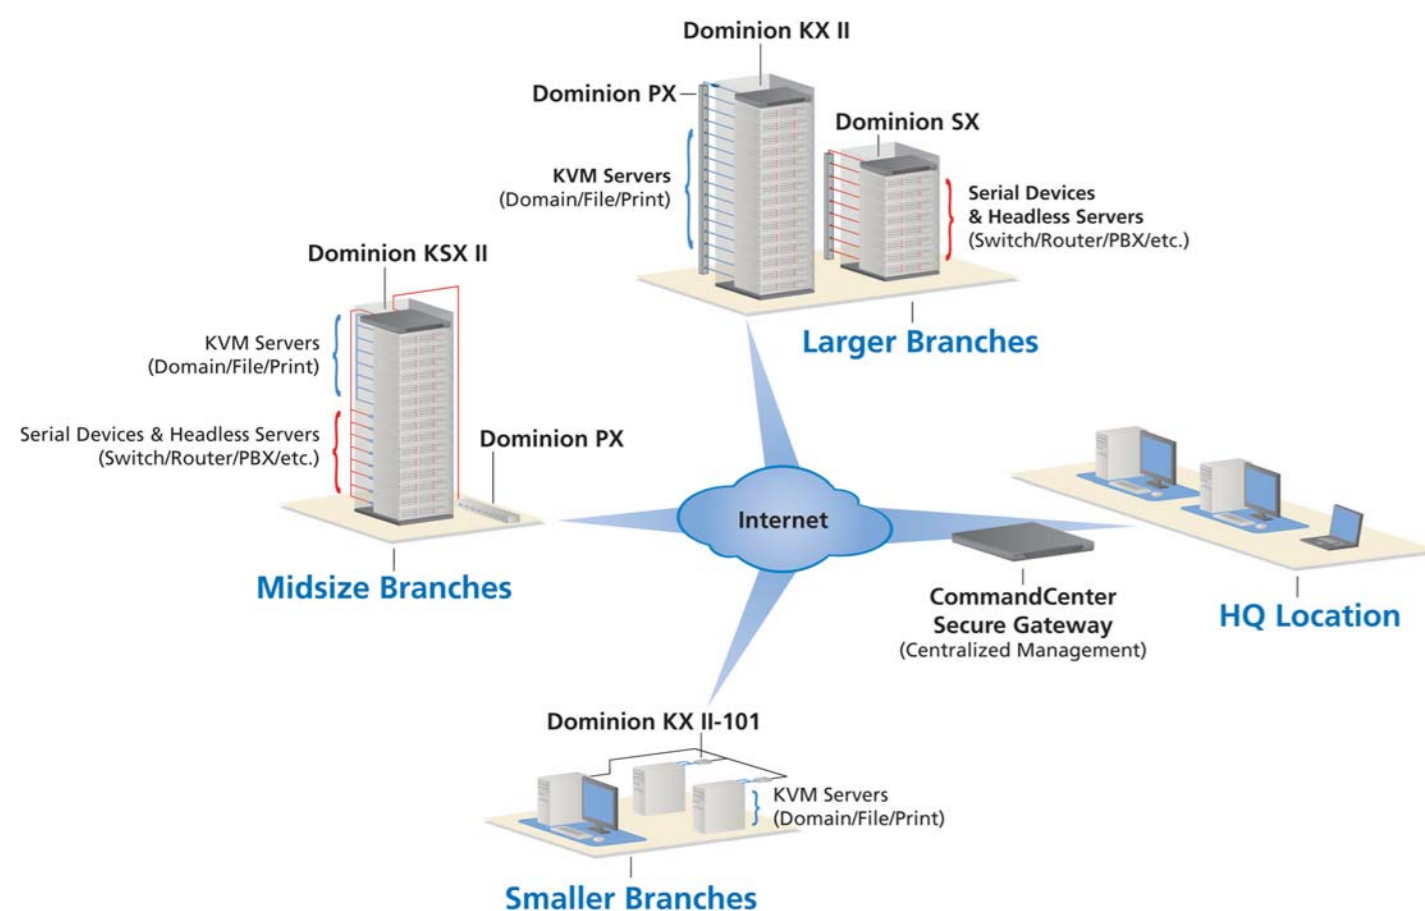 Dominion KX II
Dominion PX
Dominion SX
KVM Servers
(Domain/File/Print)
Serial Devices
& Headless Servers
(Switch/Router/PBX/etc.)
Larger Branches
Dominion KSX II
KVM Servers
(Domain/File/Print)
Serial Devices & Headless Servers
(Switch/Router/PBX/etc.)
Dominion PX
Midsize Branches
Internet
CommandCenter
Secure Gateway
(Centralized Management)
HQ Location
Dominion KX II-101
KVM Servers
(Domain/File/Print)
Smaller Branches